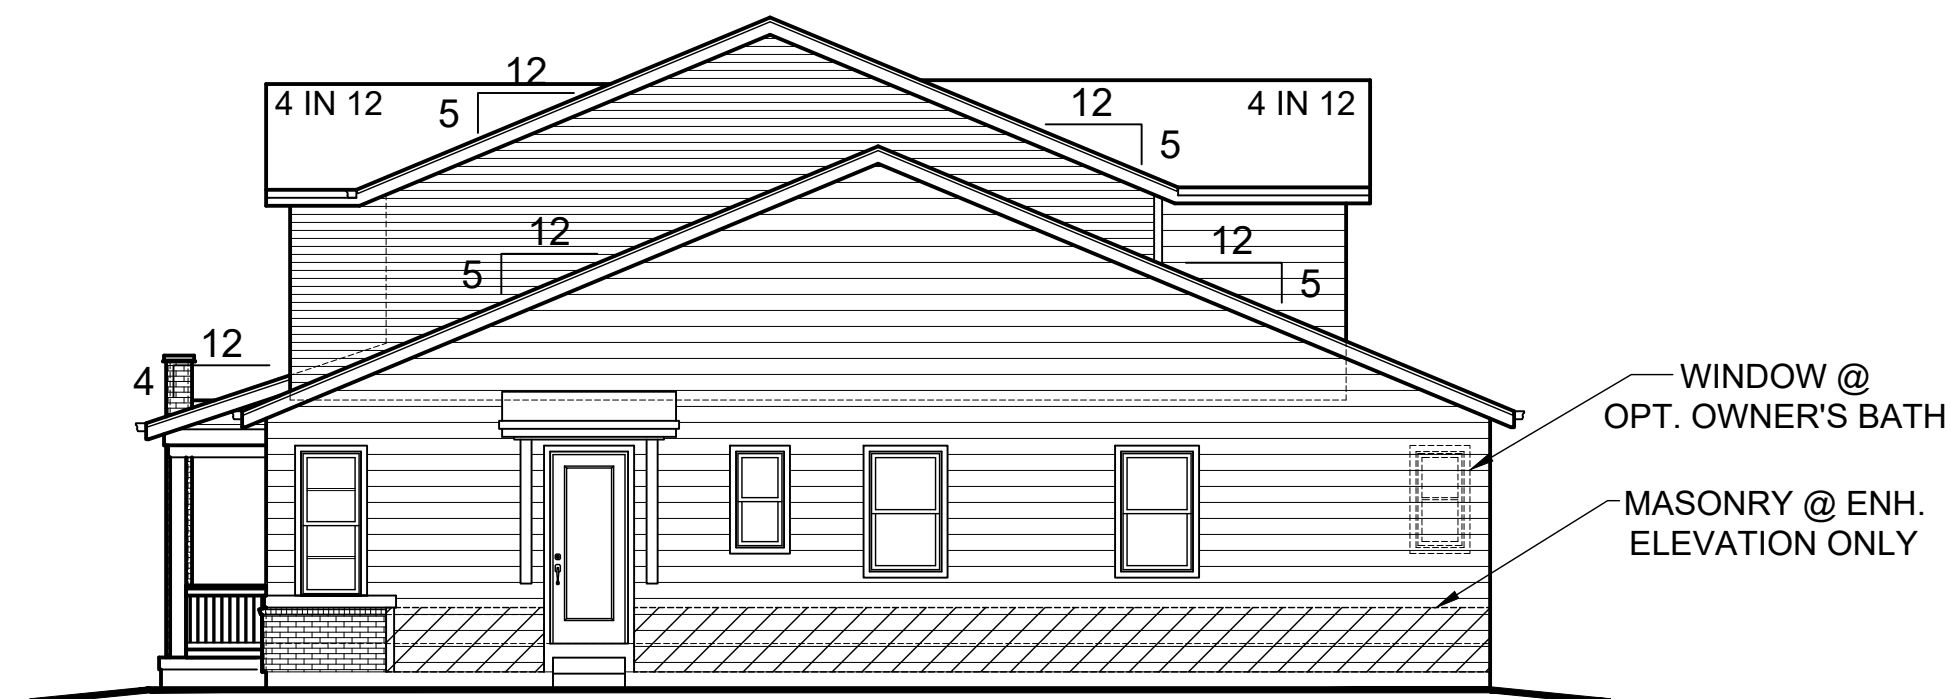 12
4 IN 12
5
12
4 IN 12
5
12
5
12
5
12
4
WINDOW @
OPT. OWNER'S BATH
MASONRY @ ENH.
ELEVATION ONLY